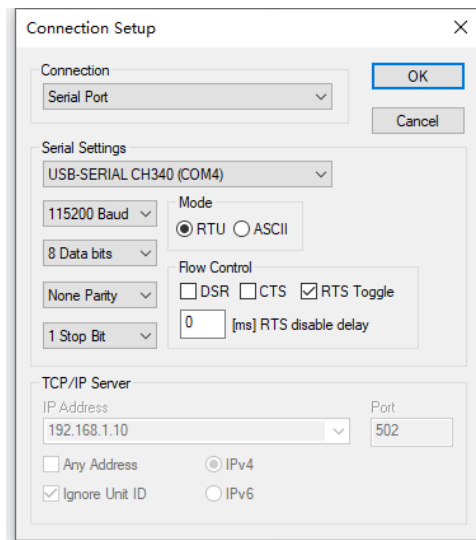 Connection Setup
Connection
OK
Serial Port
Cancel
Serial Settings
USB-SERIAL CH340 (COM4)
115200 Baud
Mode
RTU ASCII
8 Data bits
Flow Control
None Parity
DSR CTS RTS Toggle
0 [ms] RTS disable delay
1 Stop Bit
TCP/IP Server
IP Address Port
192.168.1.10 502
Any Address IPv4
Ignore Unit ID IPv6